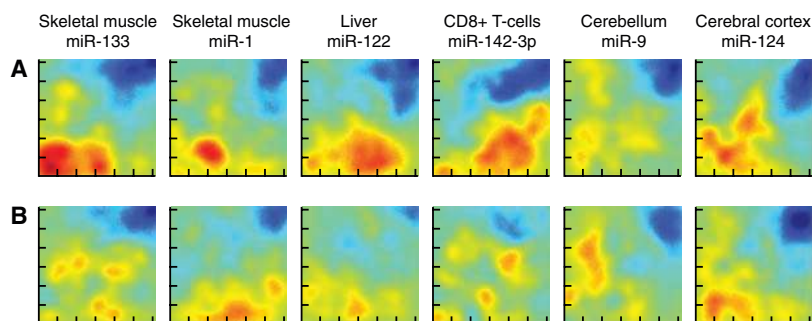 Skeletal muscle
miR-133
Skeletal muscle
miR-1
Liver
miR-122
CD8+ T-cells
miR-142-3p
Cerebellum
miR-9
Cerebral cortex
miR-124
A
B